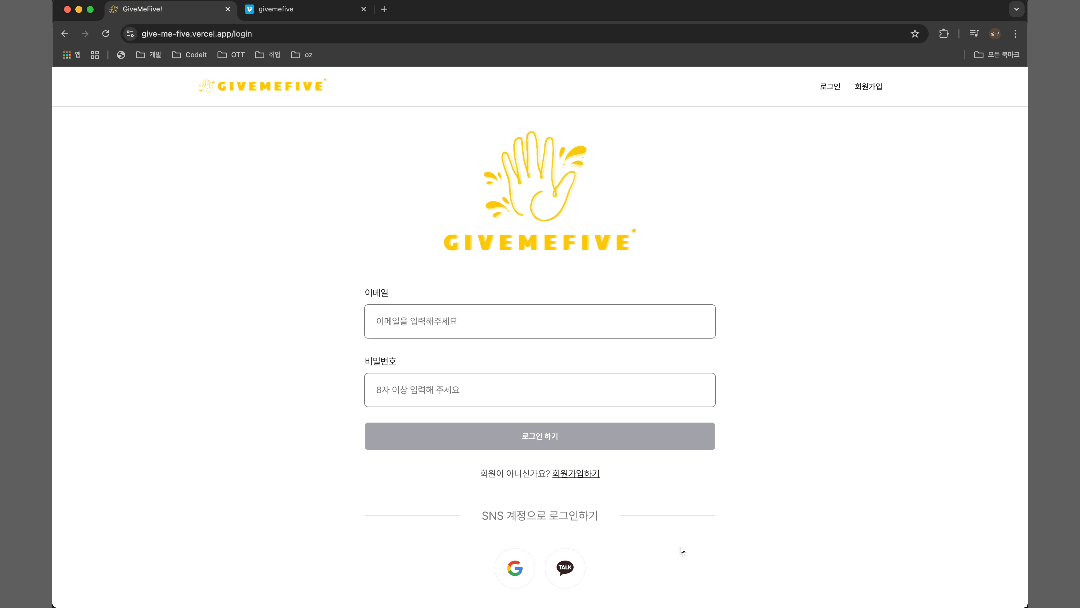 GiveMeFive!
givemefive
give-me-five.vercel.app/login
앱
개발
Codeit
OTT
취업
oz
모든 북마크
GIVEMEFIVE
로그인
회원가입
GIVEMEFIVE
이메일
이메일을 입력해주세요
비밀번호
8자 이상 입력해 주세요
로그인 하기
회원이 아니신가요? 회원가입하기
SNS 계정으로 로그인하기
G
TALK